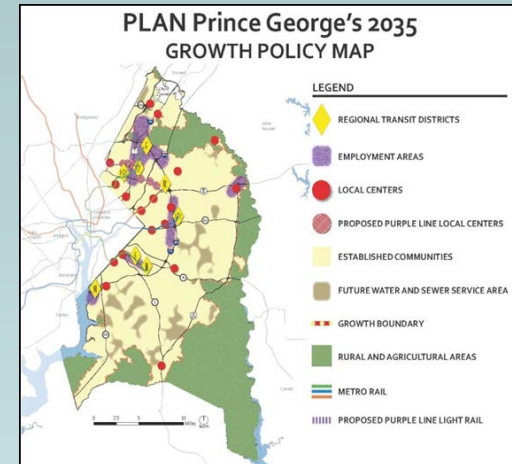 PLAN Prince George's 2035
GROWTH POLICY MAP
LEGEND
REGIONAL TRANSIT DISTRICTS
EMPLOYMENT AREAS
LOCAL CENTERS
PROPOSED PURPLE LINE LOCAL CENTERS
ESTABLISHED COMMUNITIES
FUTURE WATER AND SEWER SERVICE AREA
GROWTH BOUNDARY
RURAL AND AGRICULTURAL AREAS
METRO RAIL
PROPOSED PURPLE LINE LIGHT RAIL